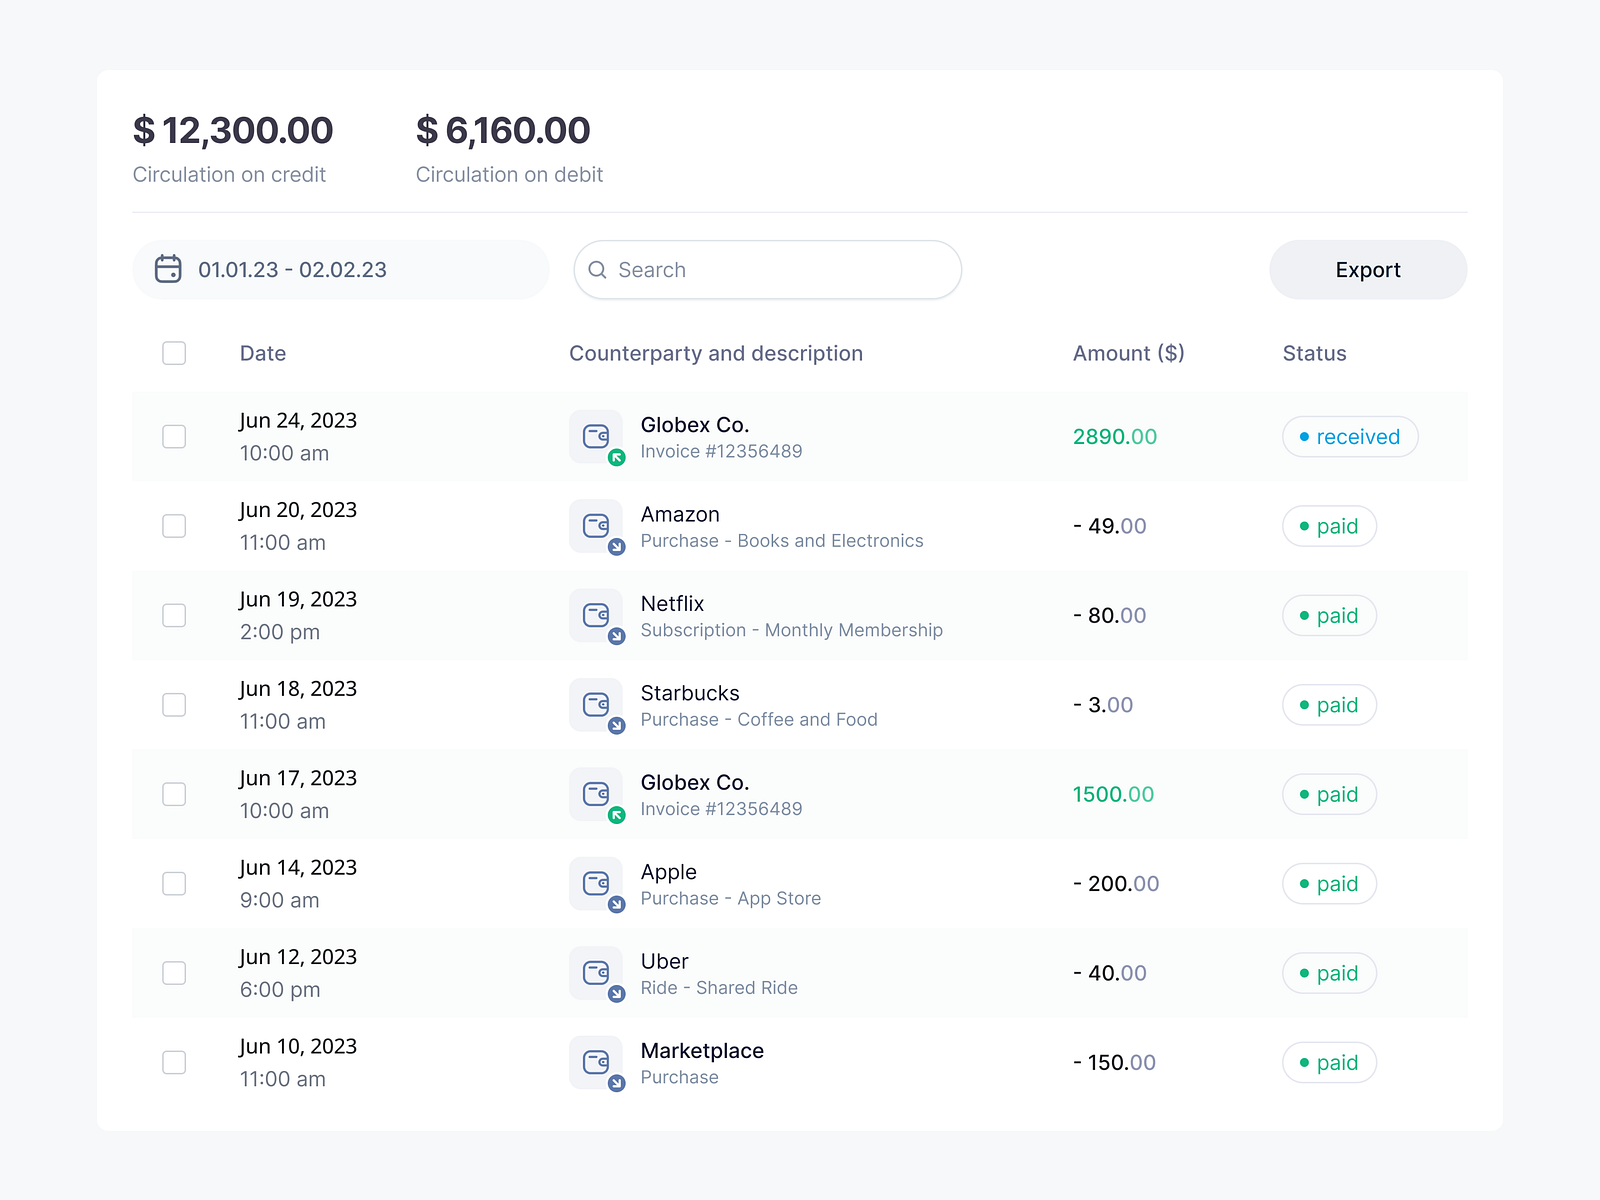 $ 12,300.00 $ 6,160.00
Circulation on credit Circulation on debit
01.01.23 - 02.02.23 Search Export
Date Counterparty and description Amount ($) Status
Jun 24, 2023 Globex Co. 2890.00 received
10:00 am Invoice #12356489
Jun 20, 2023 Amazon - 49.00 paid
11:00 am Purchase - Books and Electronics
Jun 19, 2023 Netflix - 80.00 paid
2:00 pm Subscription - Monthly Membership
Jun 18, 2023 Starbucks - 3.00 paid
11:00 am Purchase - Coffee and Food
Jun 17, 2023 Globex Co. 1500.00 paid
10:00 am Invoice #12356489
Jun 14, 2023 Apple - 200.00 paid
9:00 am Purchase - App Store
Jun 12, 2023 Uber - 40.00 paid
6:00 pm Ride - Shared Ride
Jun 10, 2023 Marketplace - 150.00 paid
11:00 am Purchase